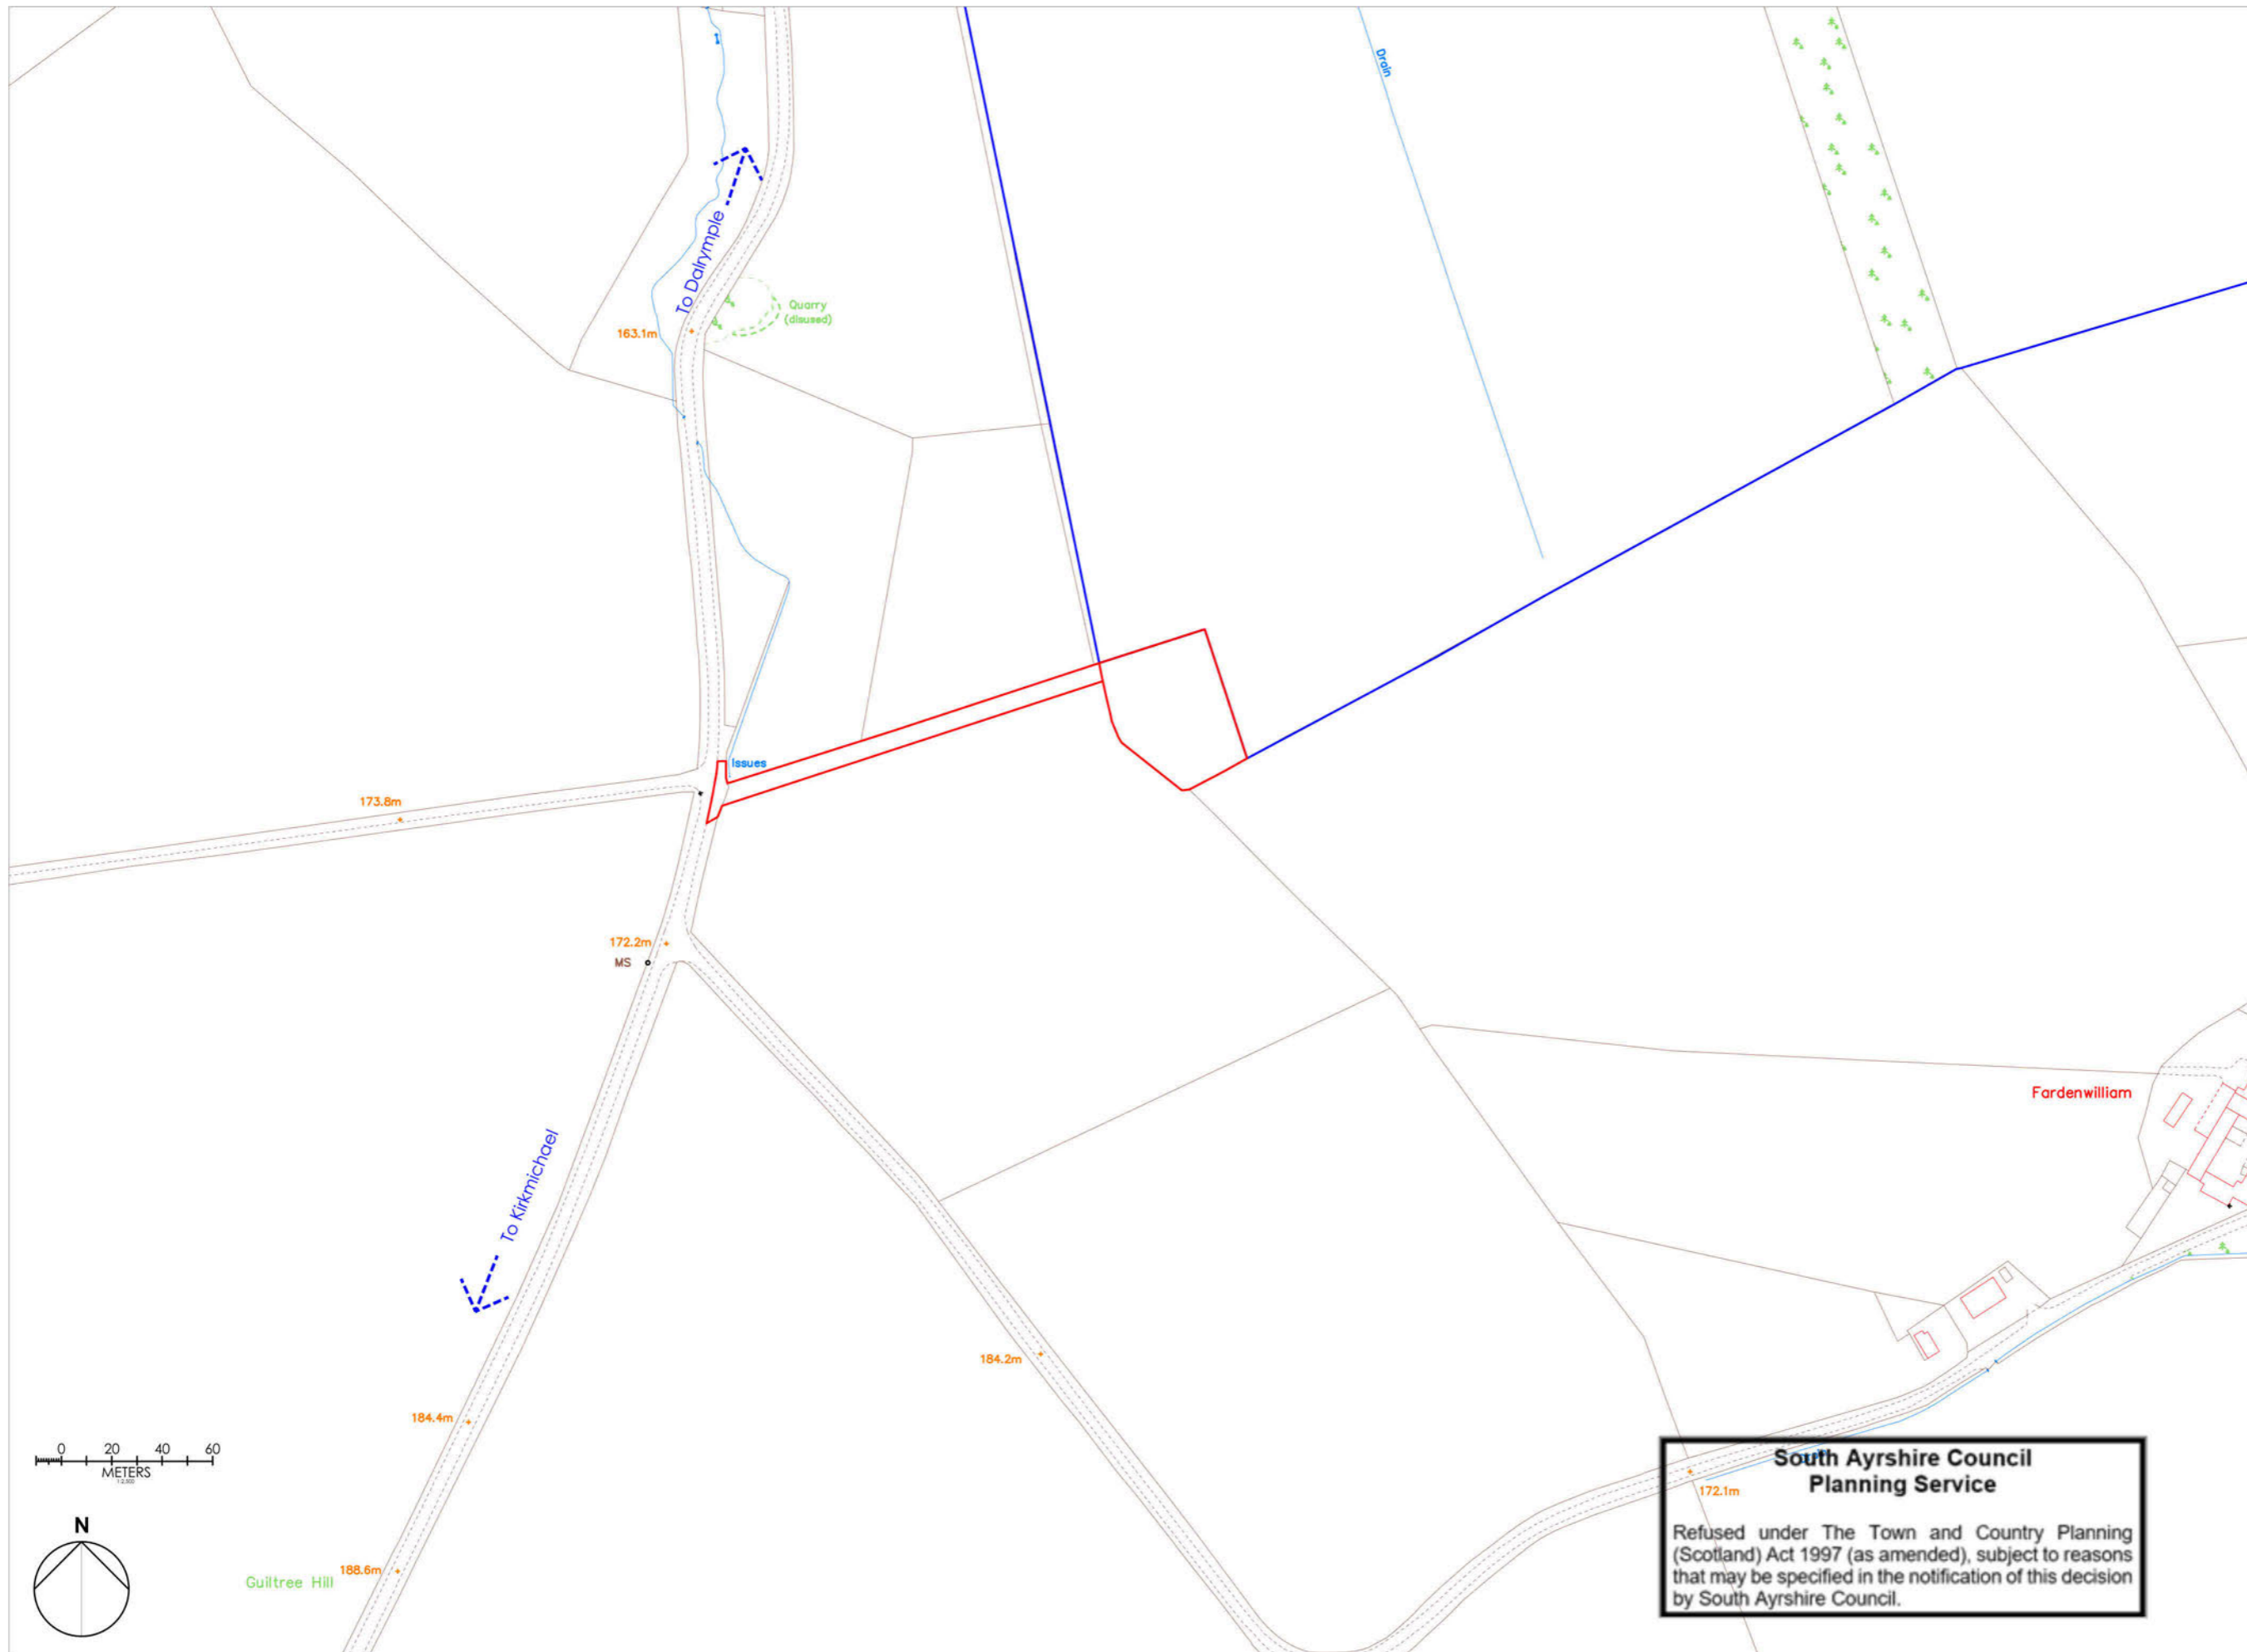 Drain
To Dalrymple
Quarry
(disused)
163.1m
Issues
173.8m
172.2m
MS
Fardenwilliam
To Kirkmichael
184.2m
184.4m
0 20 40 60
METERS
1:2,500
N
188.6m
Guiltree Hill
172.1m
South Ayrshire Council
Planning Service
Refused under The Town and Country Planning
(Scotland) Act 1997 (as amended), subject to reasons
that may be specified in the notification of this decision
by South Ayrshire Council.